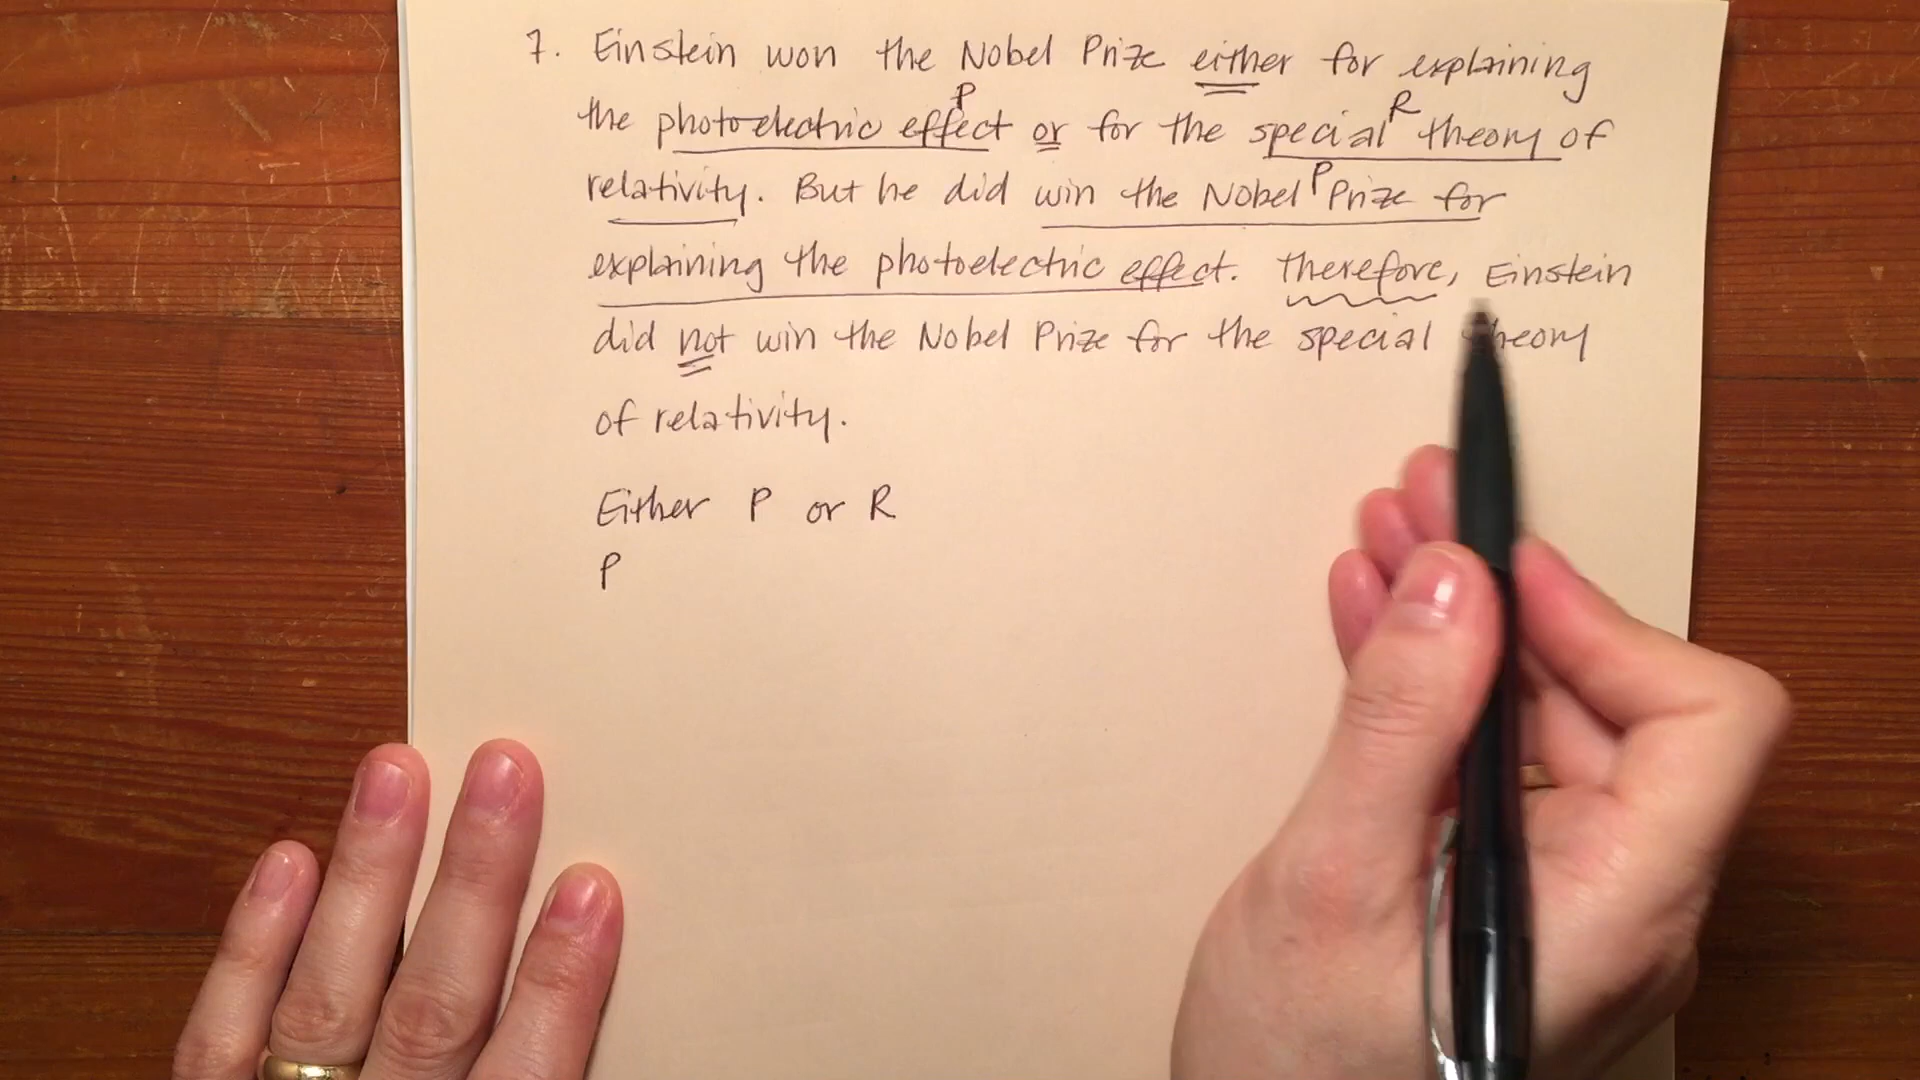 7. Einstein won the Nobel Prize either for explaining
P R
the photoelectric effect or for the special theory of
P
relativity. But he did win the Nobel Prize for
explaining the photoelectric effect. Therefore, Einstein
did not win the Nobel Prize for the special theory
of relativity.
Either P or R
P